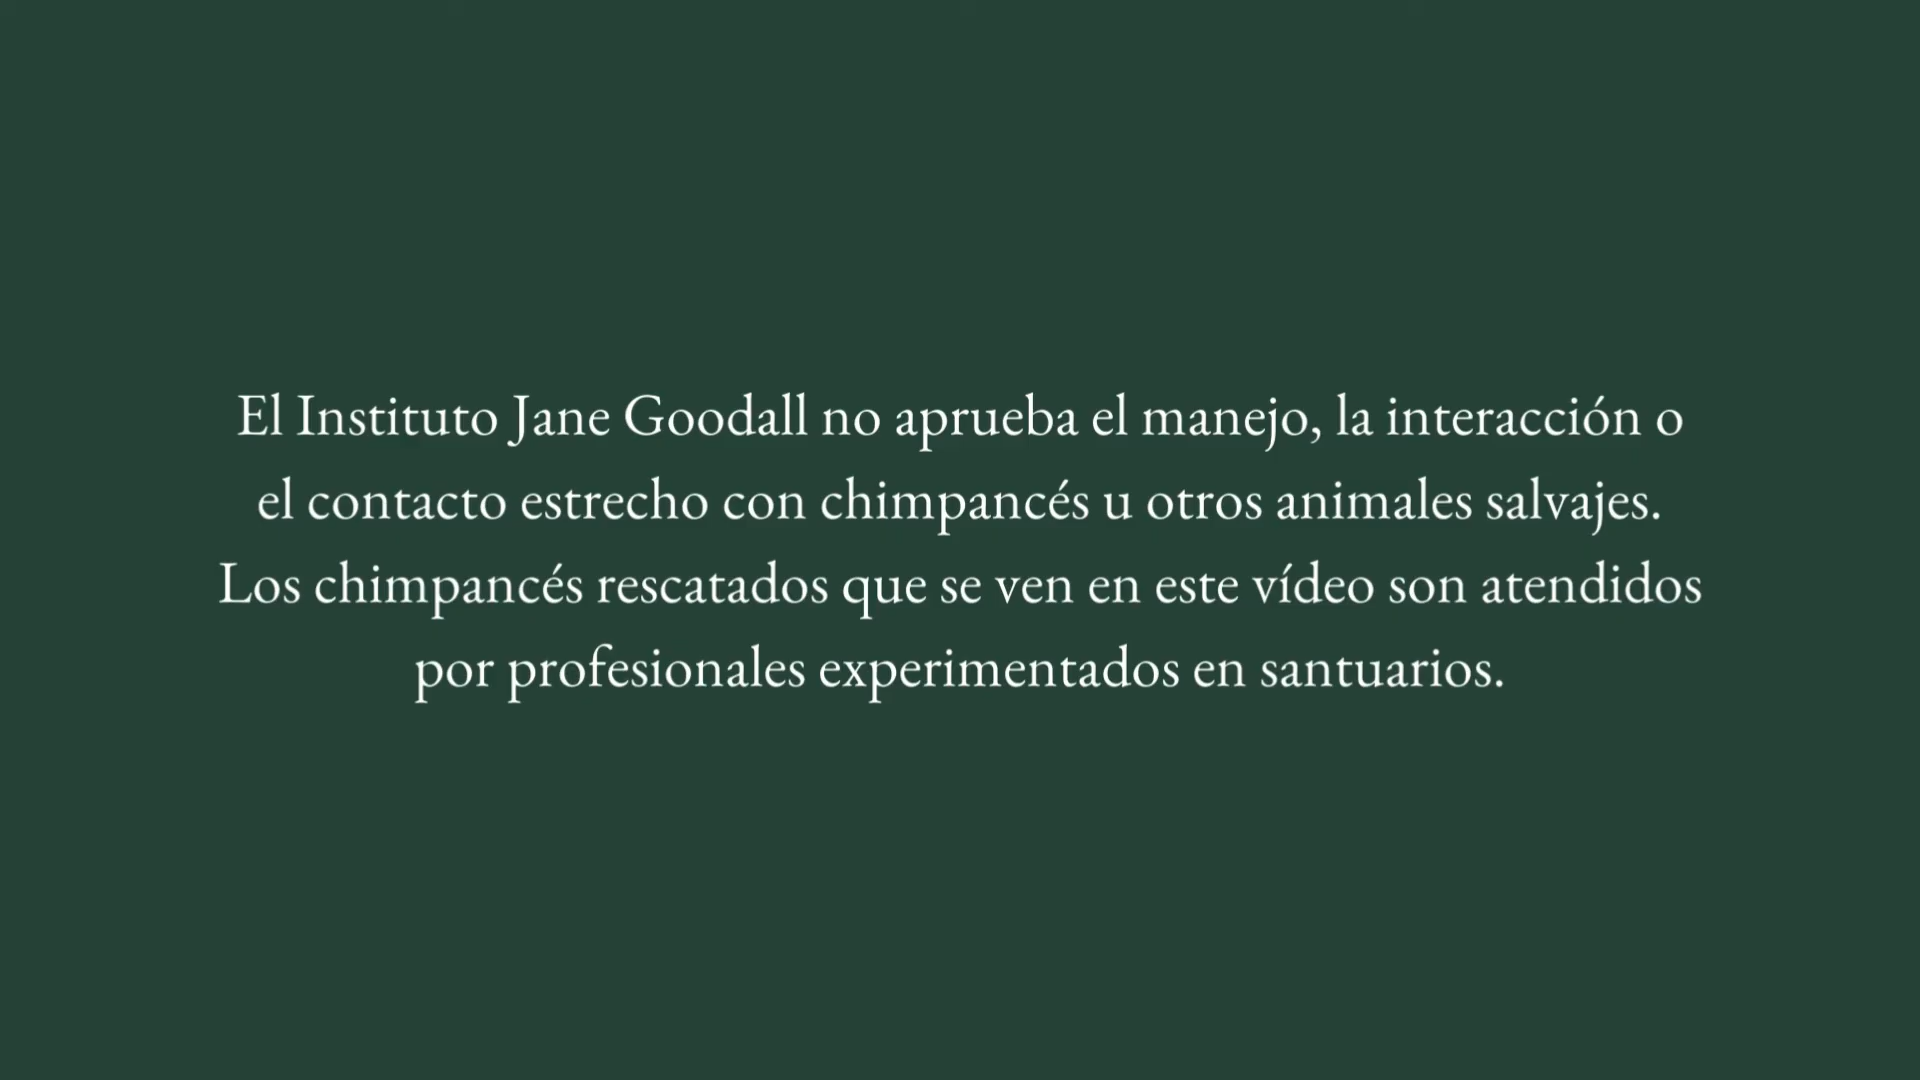 El Instituto Jane Goodall no aprueba el manejo, la interacción o
el contacto estrecho con chimpancés u otros animales salvajes.
Los chimpancés rescatados que se ven en este vídeo son atendidos
por profesionales experimentados en santuarios.